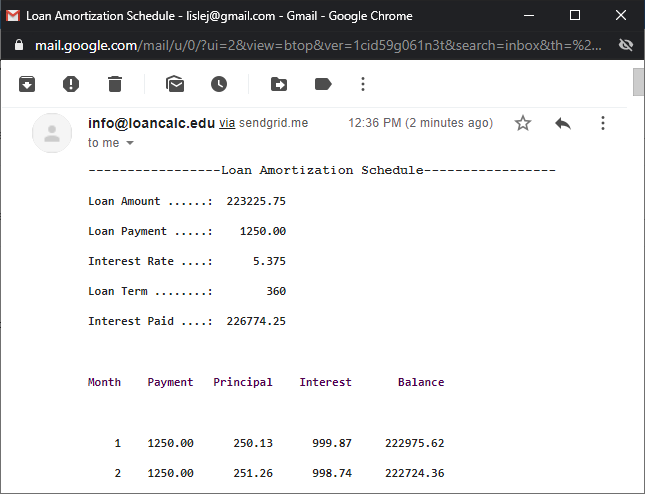 Loan Amortization Schedule - lislej@gmail.com - Gmail - Google Chrome
mail.google.com/mail/u/0/?ui=2&view=btop&ver=1cid59g061n3t&search=inbox&th=%2...
info@loancalc.edu via sendgrid.me 12:36 PM (2 minutes ago)
to me
-----------------Loan Amortization Schedule-----------------
Loan Amount ......: 223225.75
Loan Payment .....: 1250.00
Interest Rate ....: 5.375
Loan Term ........: 360
Interest Paid ....: 226774.25
Month Payment Principal Interest Balance
1 1250.00 250.13 999.87 222975.62
2 1250.00 251.26 998.74 222724.36